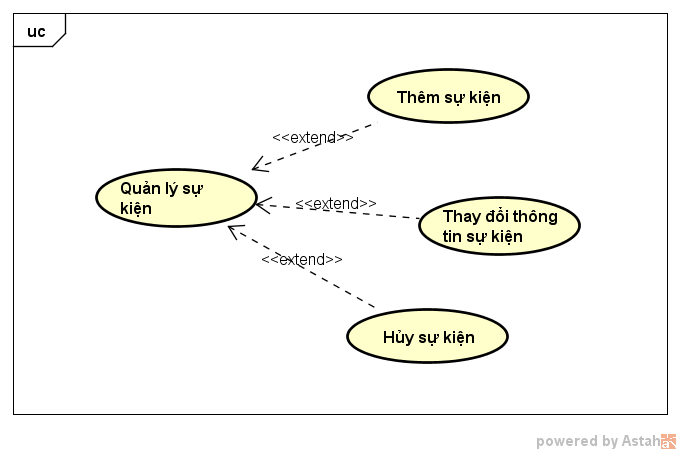 uc
Thêm sự kiện
<<extend>>
Quản lý sự
kiện
<<extend>>
Thay đổi thông
tin sự kiện
<<extend>>
Hủy sự kiện
powered by Astah